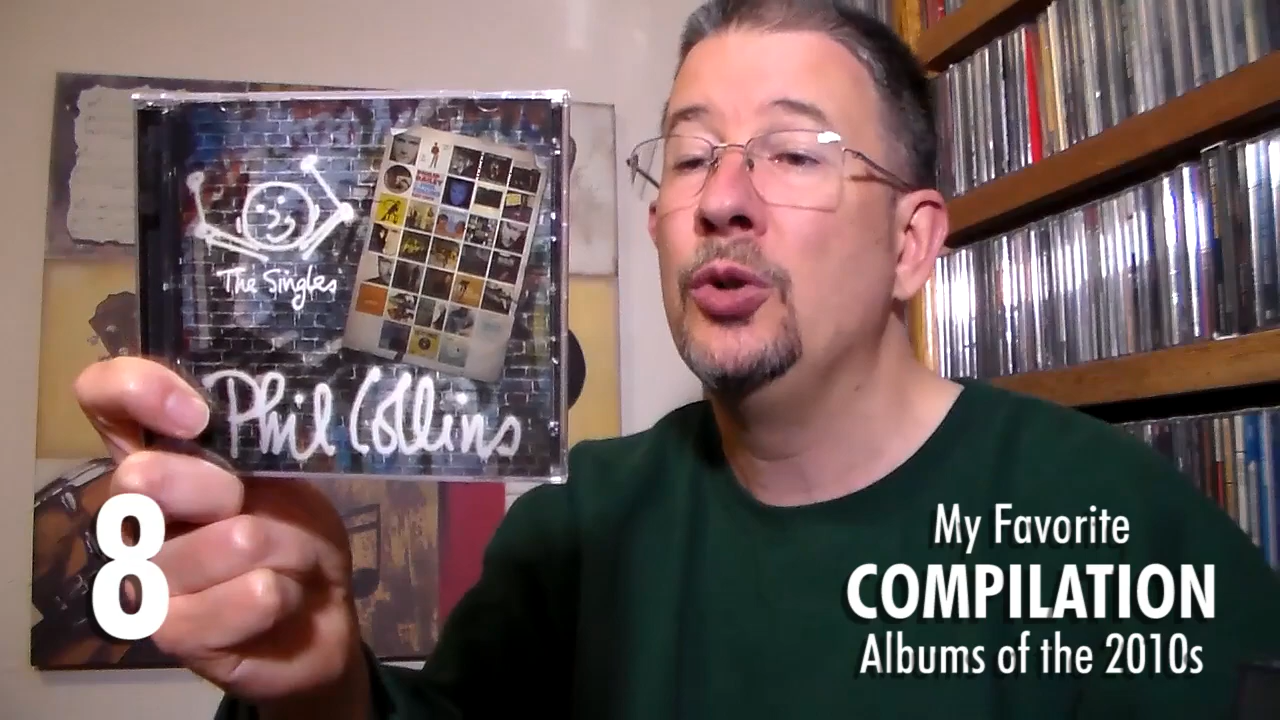 The Singles
Phil Collins
8
My Favorite
COMPILATION
Albums of the 2010s